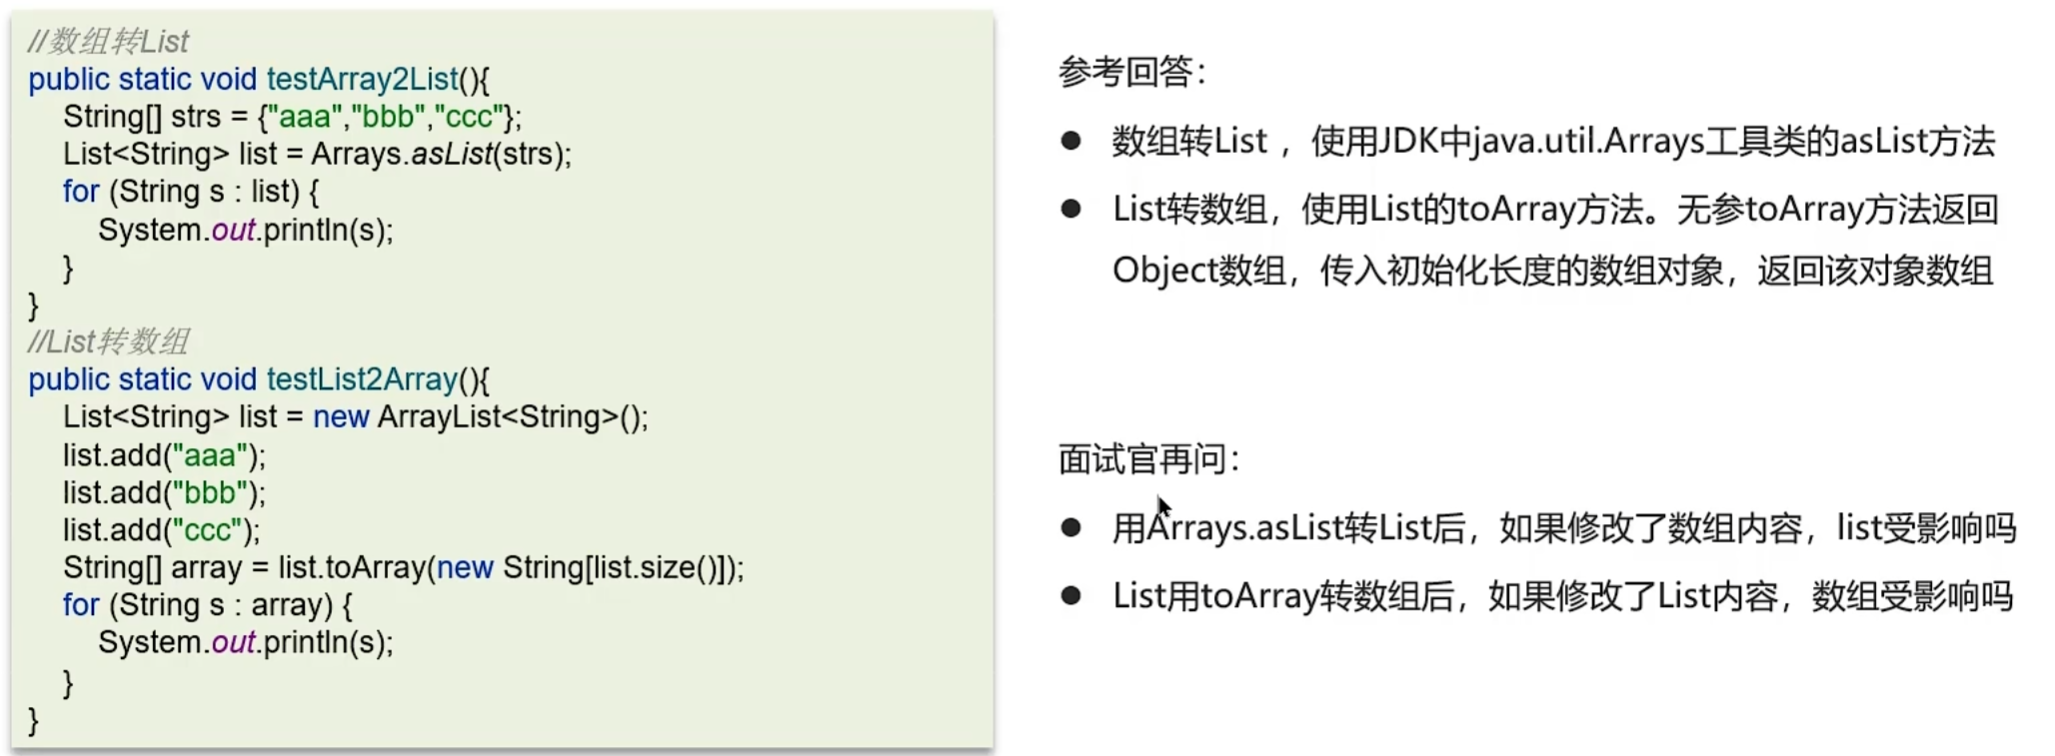 //数组转List
public static void testArray2List(){
String[] strs = {"aaa","bbb","ccc"};
List<String> list = Arrays.asList(strs);
for (String s : list) {
System.out.println(s);
}
}
//List转数组
public static void testList2Array(){
List<String> list = new ArrayList<String>();
list.add("aaa");
list.add("bbb");
list.add("ccc");
String[] array = list.toArray(new String[list.size()]);
for (String s : array) {
System.out.println(s);
}
}
参考回答：
● 数组转List ，使用JDK中java.util.Arrays工具类的asList方法
● List转数组，使用List的toArray方法。无参toArray方法返回
Object数组，传入初始化长度的数组对象，返回该对象数组
面试官再问：
● 用Arrays.asList转List后，如果修改了数组内容，list受影响吗
● List用toArray转数组后，如果修改了List内容，数组受影响吗